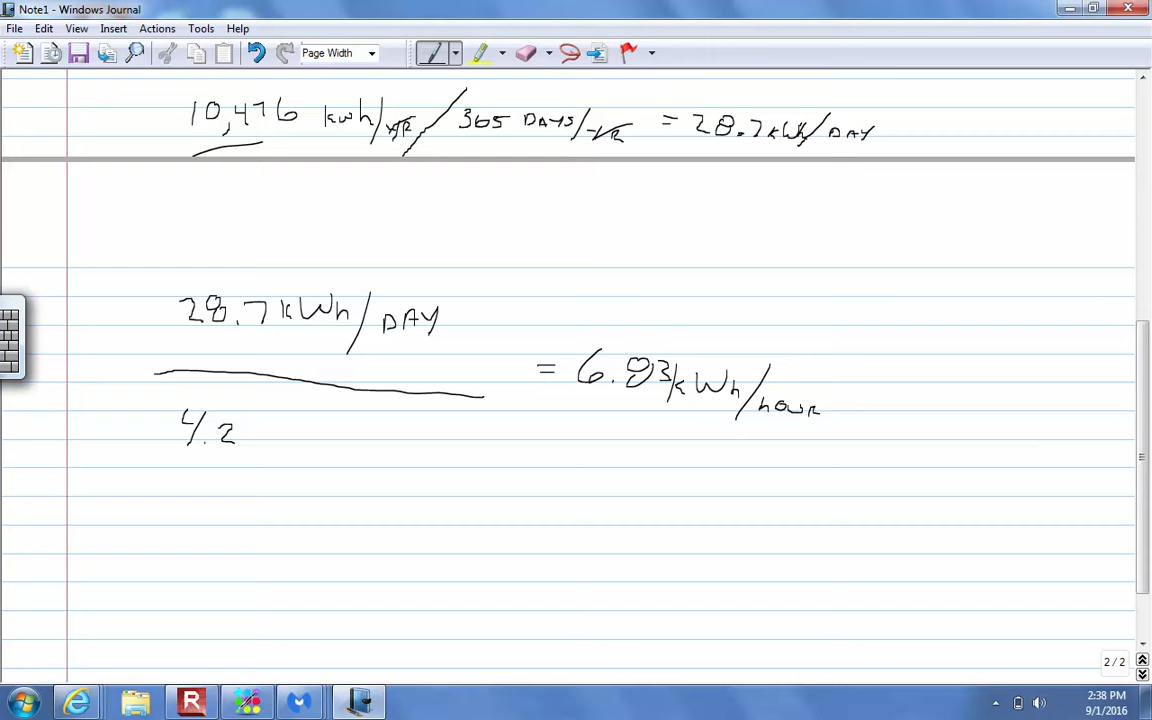 Note1 - Windows Journal
File Edit View Insert Actions Tools Help
Page Width
10,476 kwh/YR / 365 DAYS/YR = 28.7 kWh/DAY
28.7 kWh/DAY
4.2
= 6.83/kWh/hour
2/2
2:38 PM
9/1/2016